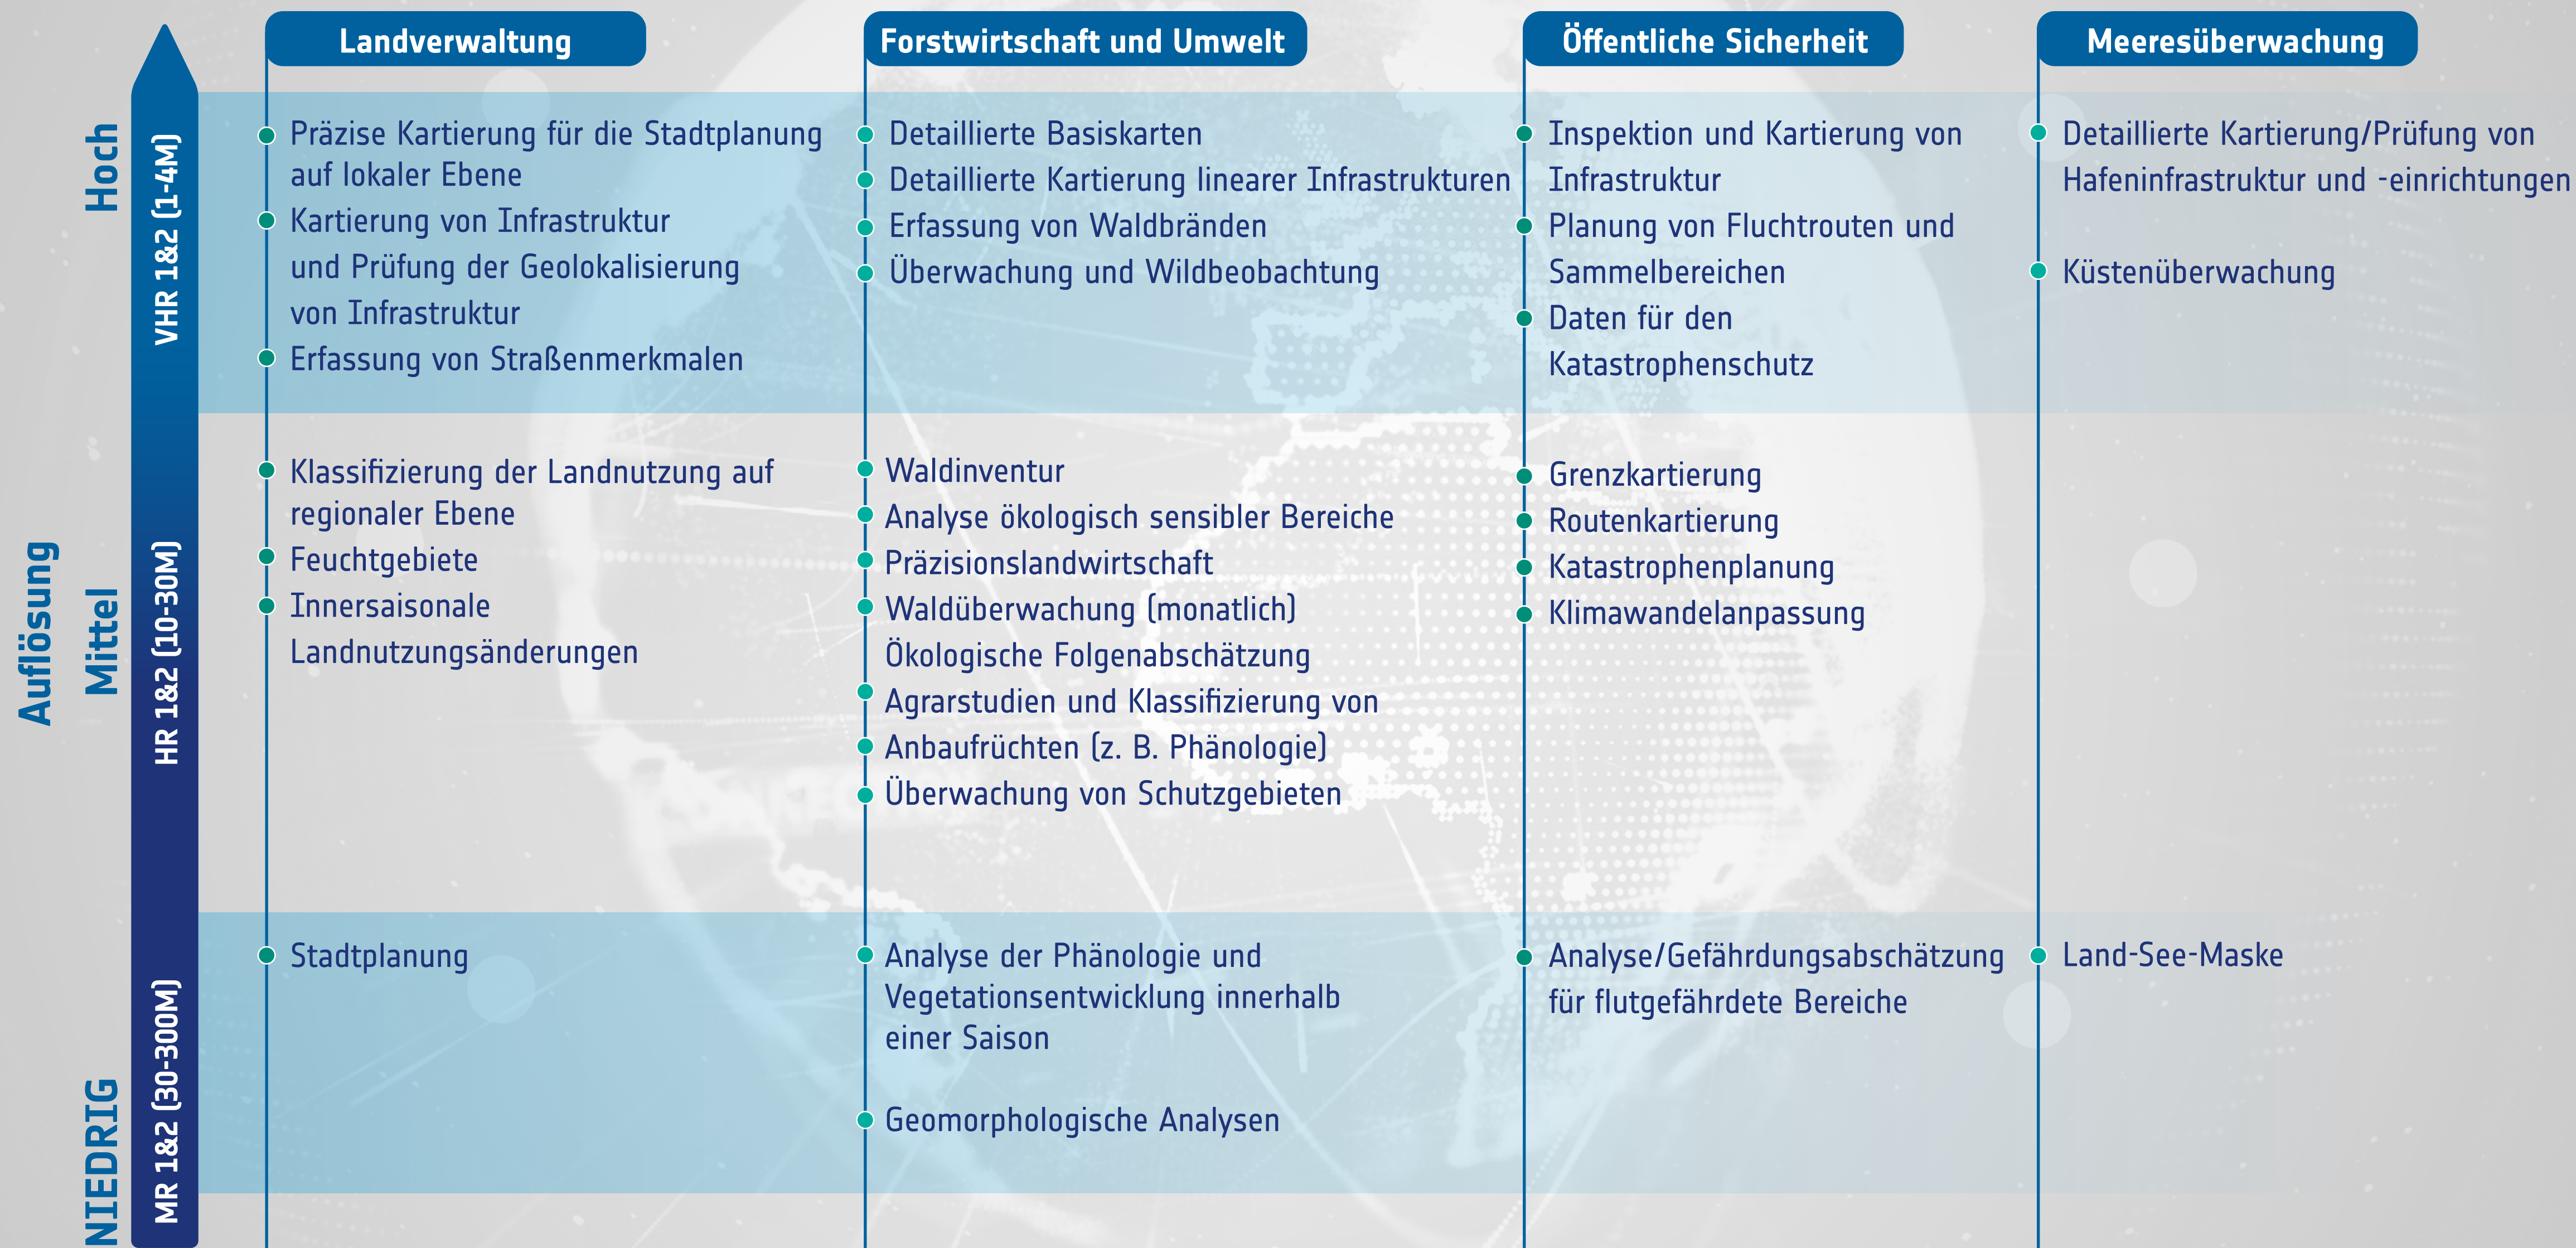 Landverwaltung
Forstwirtschaft und Umwelt
Öffentliche Sicherheit
Meeresüberwachung
Auflösung
Hoch
VHR 1&2 (1-4M)
Präzise Kartierung für die Stadtplanung
auf lokaler Ebene
Kartierung von Infrastruktur
und Prüfung der Geolokalisierung
von Infrastruktur
Erfassung von Straßenmerkmalen
Detaillierte Basiskarten
Detaillierte Kartierung linearer Infrastrukturen
Erfassung von Waldbränden
Überwachung und Wildbeobachtung
Inspektion und Kartierung von
Infrastruktur
Planung von Fluchtrouten und
Sammelbereichen
Daten für den
Katastrophenschutz
Detaillierte Kartierung/Prüfung von
Hafeninfrastruktur und -einrichtungen
Küstenüberwachung
Mittel
HR 1&2 (10-30M)
Klassifizierung der Landnutzung auf
regionaler Ebene
Feuchtgebiete
Innersaisonale
Landnutzungsänderungen
Waldinventur
Analyse ökologisch sensibler Bereiche
Präzisionslandwirtschaft
Waldüberwachung (monatlich)
Ökologische Folgenabschätzung
Agrarstudien und Klassifizierung von
Anbaufrüchten (z. B. Phänologie)
Überwachung von Schutzgebieten
Grenzkartierung
Routenkartierung
Katastrophenplanung
Klimawandelanpassung
NIEDRIG
MR 1&2 (30-300M)
Stadtplanung
Analyse der Phänologie und
Vegetationsentwicklung innerhalb
einer Saison
Geomorphologische Analysen
Analyse/Gefährdungsabschätzung
für flutgefährdete Bereiche
Land-See-Maske